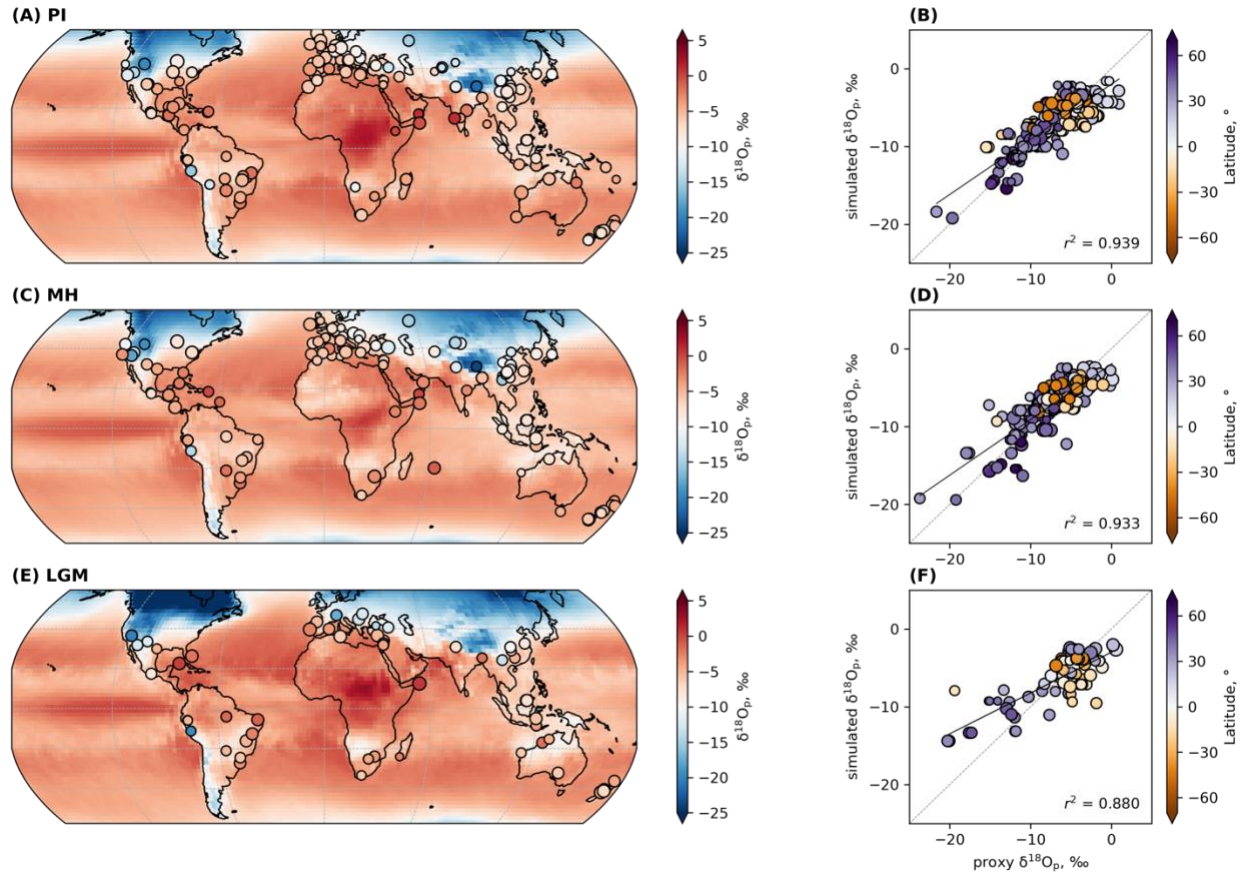 (A) PI
5
0
−5
−10
−15
−20
−25
δ¹⁸Oₚ, ‰
(B)
0
−10
−20
simulated δ¹⁸Oₚ, ‰
−20
−10
0
r² = 0.939
60
30
0
−30
−60
Latitude, °
(C) MH
5
0
−5
−10
−15
−20
−25
δ¹⁸Oₚ, ‰
(D)
0
−10
−20
simulated δ¹⁸Oₚ, ‰
−20
−10
0
r² = 0.933
60
30
0
−30
−60
Latitude, °
(E) LGM
5
0
−5
−10
−15
−20
−25
δ¹⁸Oₚ, ‰
(F)
0
−10
−20
simulated δ¹⁸Oₚ, ‰
−20
−10
0
r² = 0.880
proxy δ¹⁸Oₚ, ‰
60
30
0
−30
−60
Latitude, °